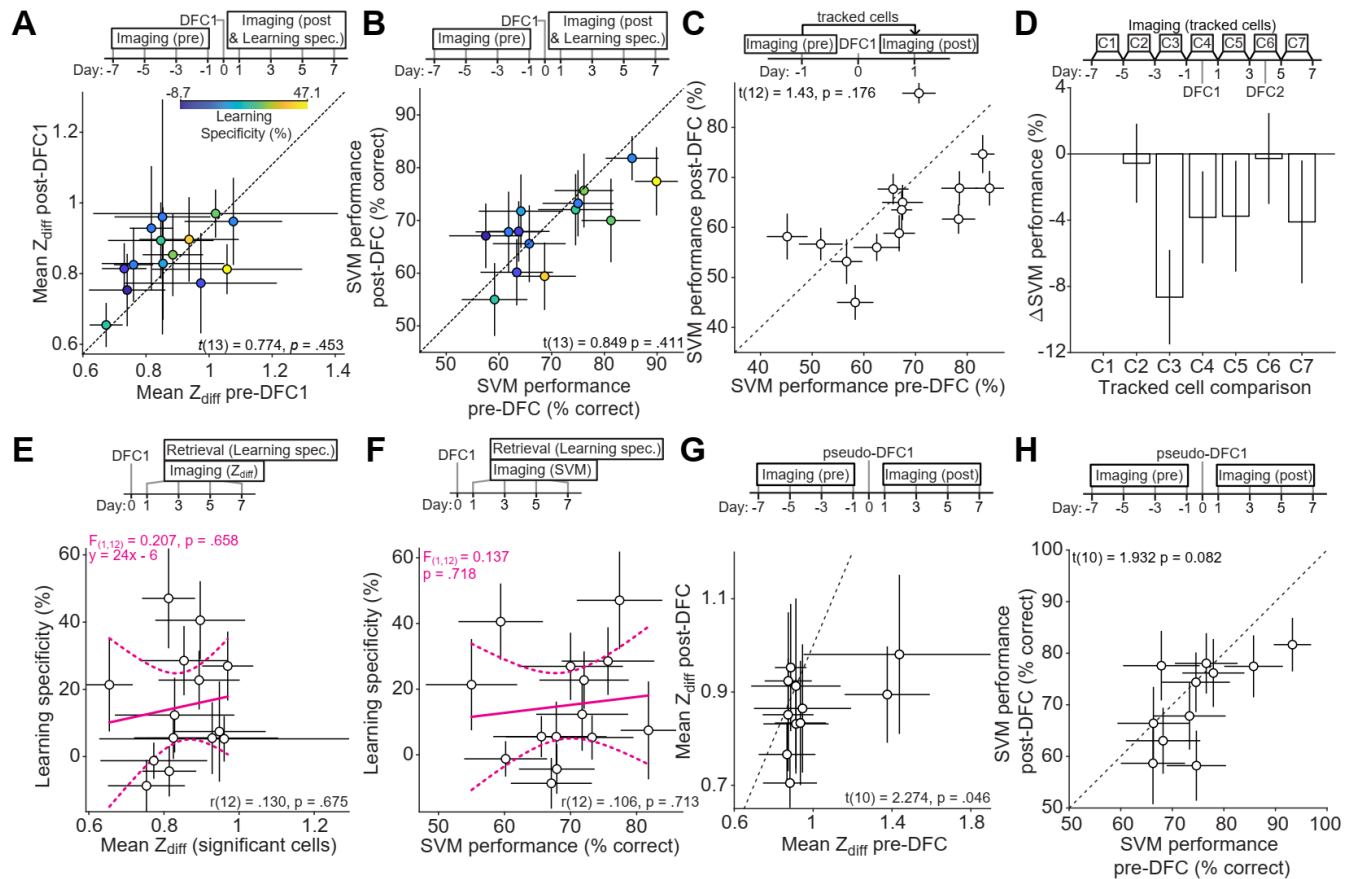 A
DFC1
Imaging (pre)
Imaging (post
& Learning spec.)
Day: -7 -5 -3 -1 0 1 3 5 7
-8.7 47.1
Learning
Specificity (%)
Mean Zdiff post-DFC1
1.2
1
0.8
0.6
t(13) = 0.774, p = .453
0.6 0.8 1 1.2 1.4
Mean Zdiff pre-DFC1
B
DFC1
Imaging (pre)
Imaging (post
& Learning spec.)
Day: -7 -5 -3 -1 0 1 3 5 7
SVM performance
post-DFC (% correct)
90
80
70
60
50
t(13) = 0.849 p = .411
50 60 70 80 90
SVM performance
pre-DFC (% correct)
C
tracked cells
Imaging (pre) DFC1 Imaging (post)
Day: -1 0 1
t(12) = 1.43, p = .176
SVM performance post-DFC (%)
80
70
60
50
40
40 50 60 70 80
SVM performance pre-DFC (%)
D
Imaging (tracked cells)
C1 C2 C3 C4 C5 C6 C7
Day: -7 -5 -3 -1 1 3 5 7
DFC1 DFC2
ΔSVM performance (%)
4
0
-4
-8
-12
C1 C2 C3 C4 C5 C6 C7
Tracked cell comparison
E
DFC1
Retrieval (Learning spec.)
Imaging (Zdiff)
Day: 0 1 3 5 7
F(1,12) = 0.207, p = .658
y = 24x - 6
Learning specificity (%)
60
40
20
0
r(12) = .130, p = .675
0.6 0.8 1 1.2
Mean Zdiff (significant cells)
F
DFC1
Retrieval (Learning spec.)
Imaging (SVM)
Day: 0 1 3 5 7
F(1,12) = 0.137
p = .718
Learning specificity (%)
60
40
20
0
r(12) = .106, p = .713
50 60 70 80
SVM performance (% correct)
G
pseudo-DFC1
Imaging (pre) Imaging (post)
Day: -7 -5 -3 -1 0 1 3 5 7
Mean Zdiff post-DFC
1.1
0.9
0.7
t(10) = 2.274, p = .046
0.6 1 1.4 1.8
Mean Zdiff pre-DFC
H
pseudo-DFC1
Imaging (pre) Imaging (post)
Day: -7 -5 -3 -1 0 1 3 5 7
t(10) = 1.932 p = 0.082
SVM performance
post-DFC (% correct)
100
90
80
70
60
50
50 60 70 80 90 100
SVM performance
pre-DFC (% correct)